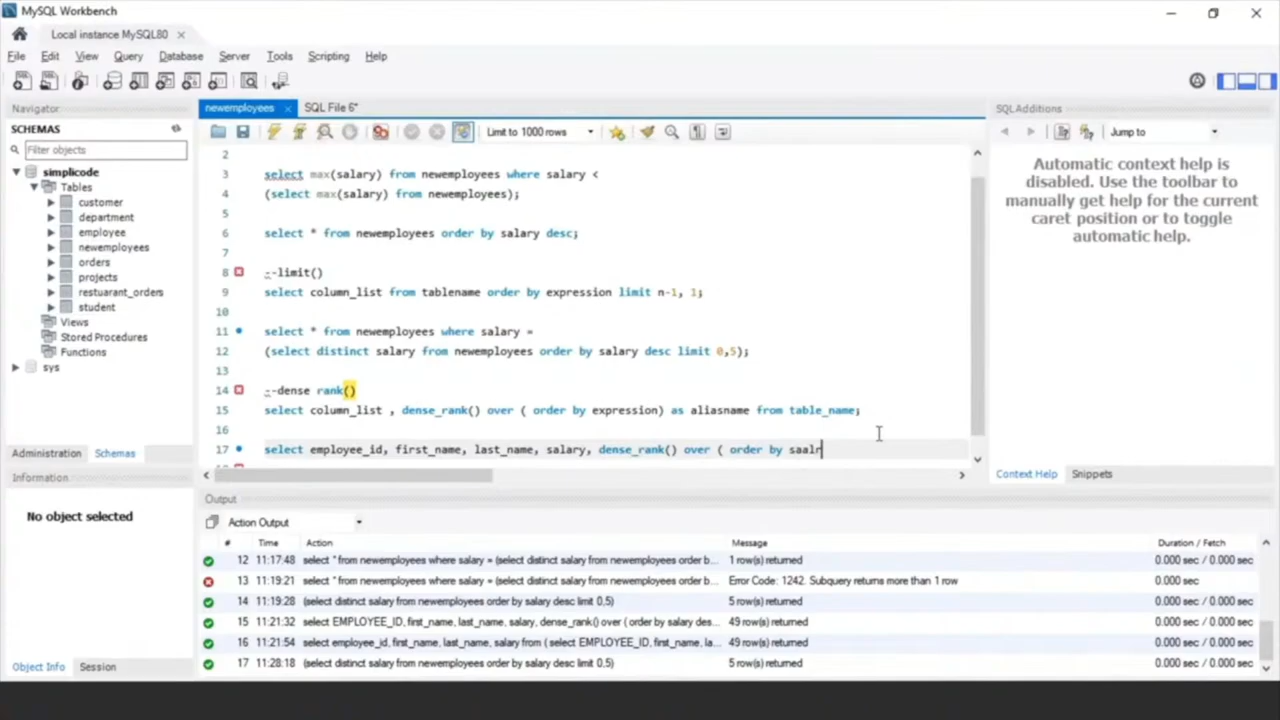 MySQL Workbench
Local instance MySQL80
File Edit View Query Database Server Tools Scripting Help
Navigator
SCHEMAS
Filter objects
simplicode
Tables
customer
department
employee
newemployees
orders
projects
restuarant_orders
student
Views
Stored Procedures
Functions
sys
Administration Schemas
Information
No object selected
Object Info Session
newemployees SQL File 6*
Limit to 1000 rows
2
3 select max(salary) from newemployees where salary <
4 (select max(salary) from newemployees);
5
6 select * from newemployees order by salary desc;
7
8 --limit()
9 select column_list from tablename order by expression limit n-1, 1;
10
11 select * from newemployees where salary =
12 (select distinct salary from newemployees order by salary desc limit 0,5);
13
14 --dense rank()
15 select column_list , dense_rank() over ( order by expression) as aliasname from table_name;
16
17 select employee_id, first_name, last_name, salary, dense_rank() over ( order by saalr
SQL Additions
Jump to
Automatic context help is
disabled. Use the toolbar to
manually get help for the current
caret position or to toggle
automatic help.
Context Help Snippets
Output
Action Output
# Time Action Message Duration / Fetch
12 11:17:48 select * from newemployees where salary = (select distinct salary from newemployees order b... 1 row(s) returned 0.000 sec / 0.000 sec
13 11:19:21 select * from newemployees where salary = (select distinct salary from newemployees order b... Error Code: 1242. Subquery returns more than 1 row 0.000 sec
14 11:19:28 (select distinct salary from newemployees order by salary desc limit 0,5) 5 row(s) returned 0.000 sec / 0.000 sec
15 11:21:32 select EMPLOYEE_ID, first_name, last_name, salary, dense_rank() over ( order by salary des... 49 row(s) returned 0.000 sec / 0.000 sec
16 11:21:54 select employee_id, first_name, last_name, salary from ( select EMPLOYEE_ID, first_name, la... 49 row(s) returned 0.000 sec / 0.000 sec
17 11:28:18 (select distinct salary from newemployees order by salary desc limit 0,5) 5 row(s) returned 0.000 sec / 0.000 sec